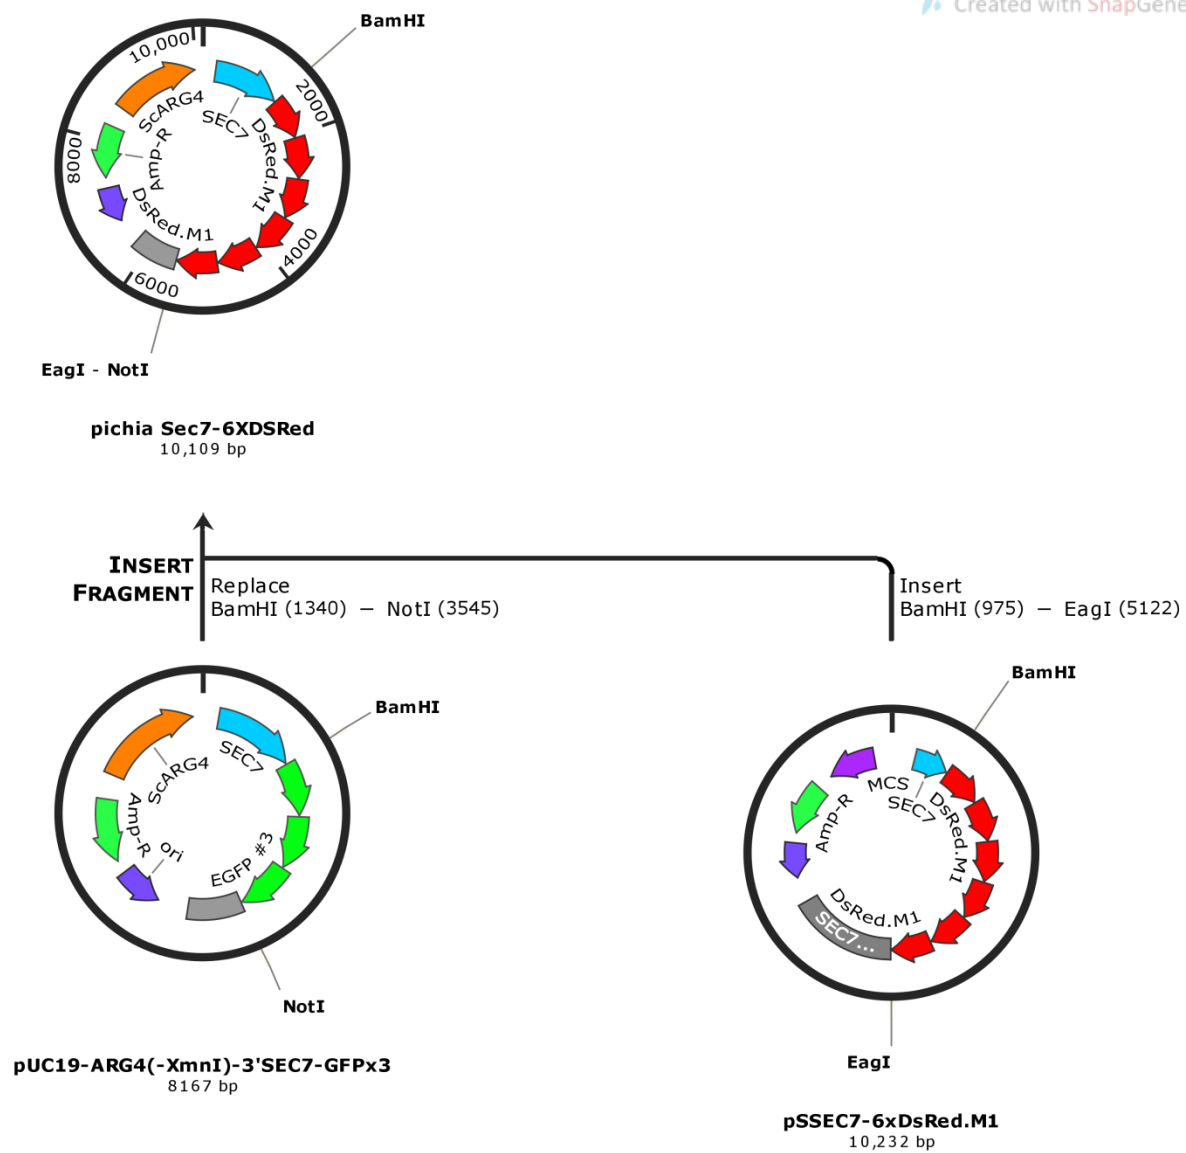 Created with SnapGene
BamHI
10,000
2000
4000
6000
8000
ScARG4
SEC7
DsRed.M1
Amp-R
DsRed.M1
EagI - NotI
pichia Sec7-6XDSRed
10,109 bp
INSERT
FRAGMENT
Replace
BamHI (1340) – NotI (3545)
Insert
BamHI (975) – EagI (5122)
BamHI
SEC7
ScARG4
Amp-R
ori
EGFP #3
NotI
pUC19-ARG4(-XmnI)-3'SEC7-GFPx3
8167 bp
BamHI
MCS
SEC7
DsRed.M1
Amp-R
DsRed.M1
SEC7...
EagI
pSSEC7-6xDsRed.M1
10,232 bp